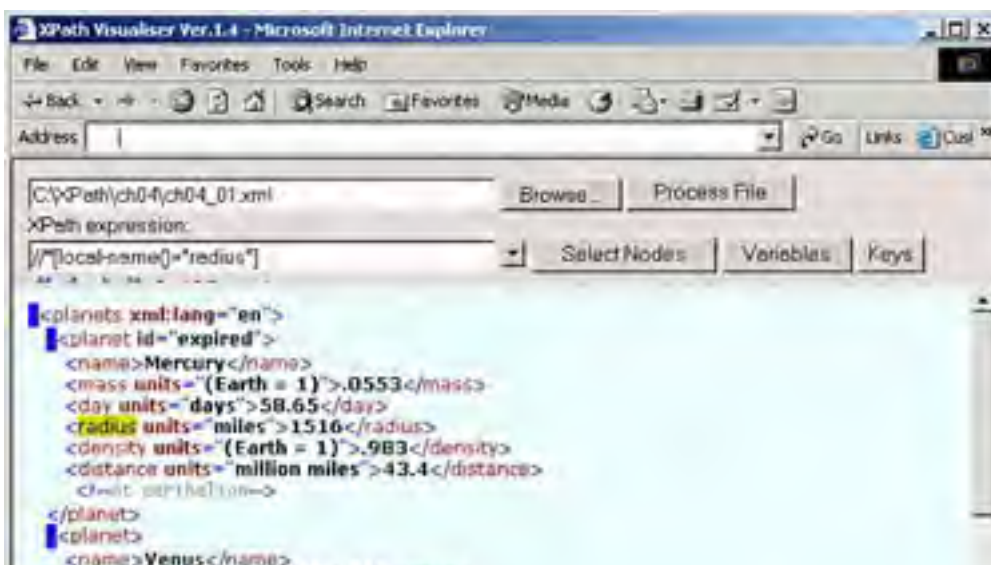 XPath Visualiser Ver.1.4 - Microsoft Internet Explorer
File Edit View Favorites Tools Help
Back Search Favorites Media
Address Go Links Cust
C:\XPath\ch04\ch04_01.xml Browse... Process File
XPath expression:
//*[local-name()="radius"] Select Nodes Variables Keys
<planets xml:lang="en">
<planet id="expired">
<name>Mercury</name>
<mass units="(Earth = 1)">.0553</mass>
<day units="days">58.65</day>
<radius units="miles">1516</radius>
<density units="(Earth = 1)">.983</density>
<distance units="million miles">43.4</distance>
<!--At perihelion-->
</planet>
<planet>
<name>Venus</name>